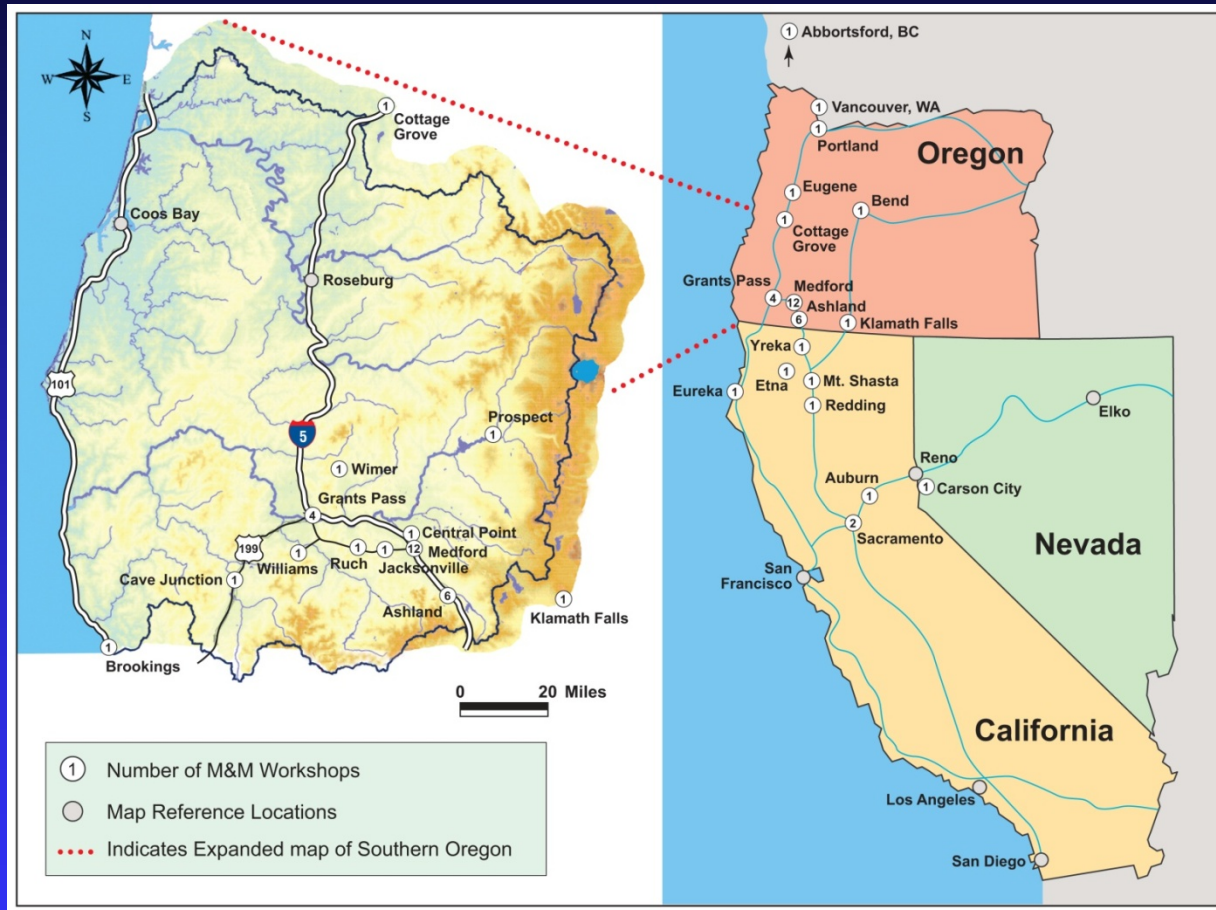 N
W E
S
1
Cottage
Grove
Coos Bay
Roseburg
101
5
Prospect
1
1 Wimer
Grants Pass
4
1 Central Point
199
12 Medford
1
Williams
1
Ruch
1
Jacksonville
Cave Junction
1
Ashland
6
1
Klamath Falls
1
Brookings
0 20 Miles
1 Number of M&M Workshops
Map Reference Locations
Indicates Expanded map of Southern Oregon
1 Abbortsford, BC
1 Vancouver, WA
1
Portland
Oregon
Eugene
1
Bend
1
1
Cottage
Grove
Grants Pass
4
Medford
12
Ashland
6
1 Klamath Falls
Yreka 1
Etna 1
1 Mt. Shasta
Eureka 1
1 Redding
Elko
Reno
Auburn
1
1 Carson City
2
Sacramento
Nevada
San
Francisco
California
Los Angeles
San Diego